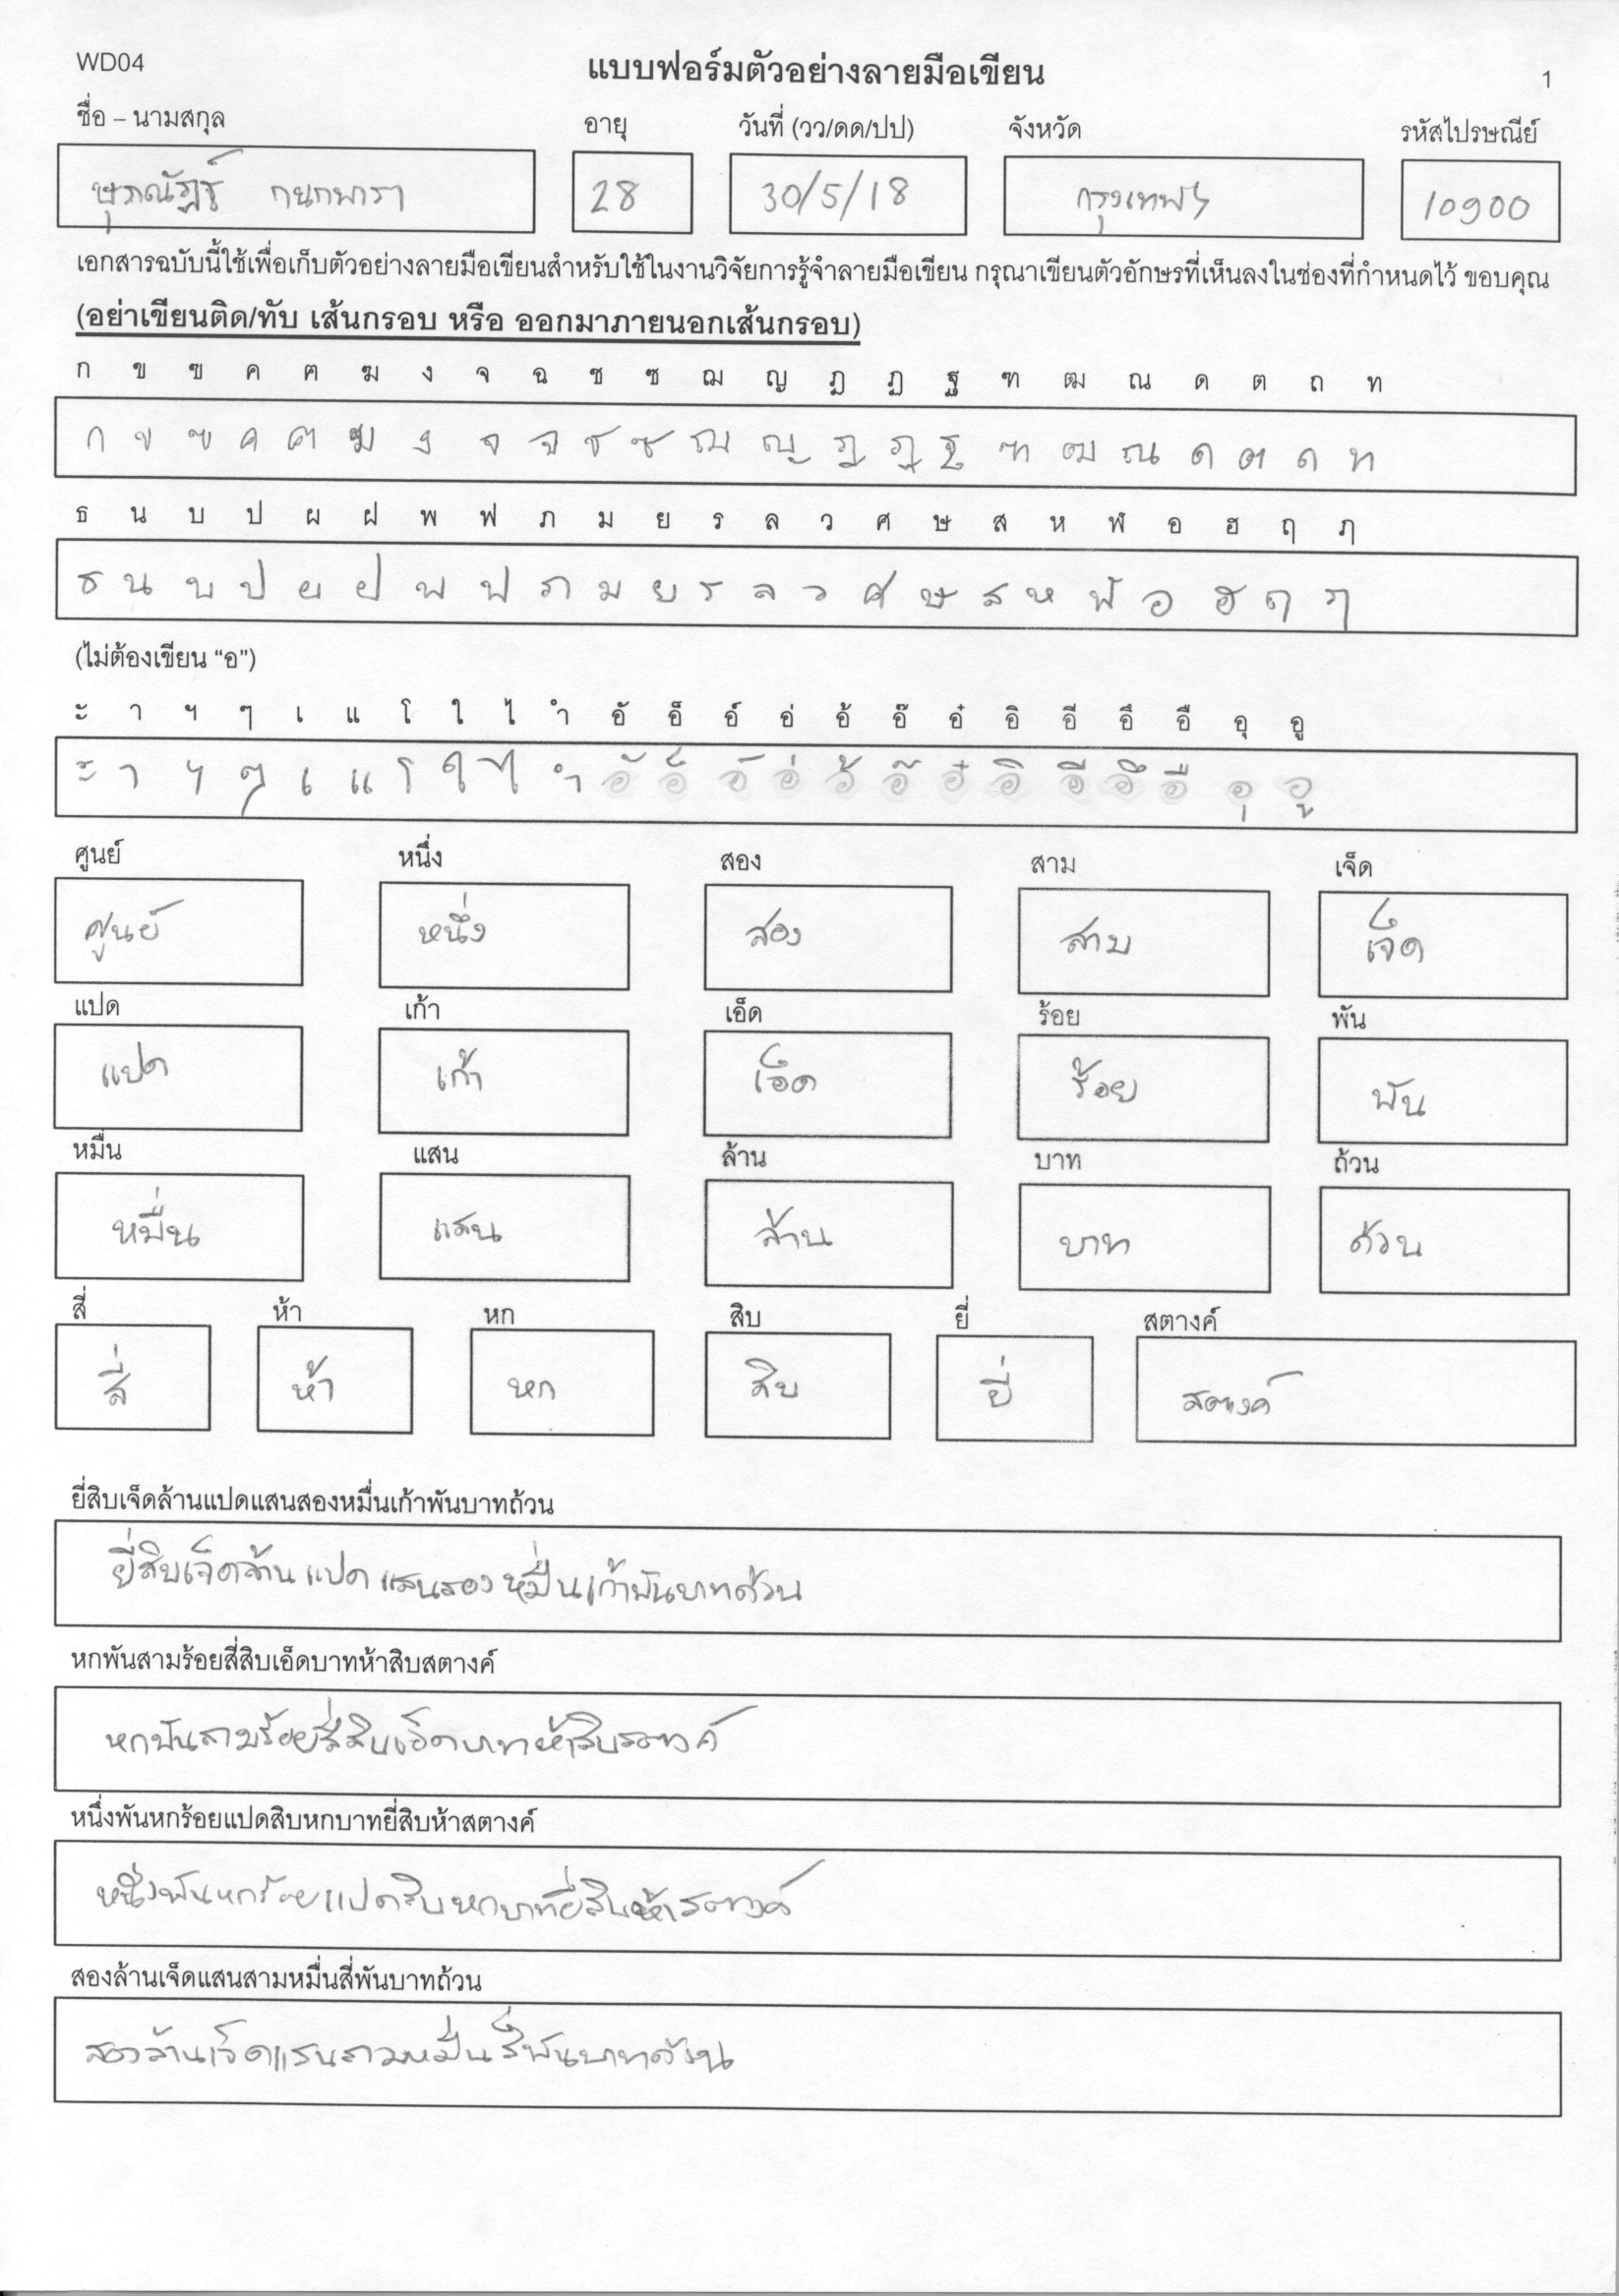 WD04 แบบฟอร์มตัวอย่างลายมือเขียน 1
ชื่อ – นามสกุล อายุ วันที่ (วว/ดด/ปป) จังหวัด รหัสไปรษณีย์
กนกพารา 28 30/5/18 กรุงเทพฯ 10900
เอกสารฉบับนี้ใช้เพื่อเก็บตัวอย่างลายมือเขียนสำหรับใช้ในงานวิจัยการรู้จำลายมือเขียน กรุณาเขียนตัวอักษรที่เห็นลงในช่องที่กำหนดไว้ ขอบคุณ
(อย่าเขียนติด/ทับ เส้นกรอบ หรือ ออกมาภายนอกเส้นกรอบ)
ก ข ฃ ค ฅ ฆ ง จ ฉ ช ซ ฌ ญ ฎ ฏ ฐ ฑ ฒ ณ ด ต ถ ท
ก ข ฃ ค ฅ ฆ ง จ ฉ ช ซ ฌ ญ ฎ ฏ ฐ ฑ ฒ ณ ด ต ถ ท
ธ น บ ป ผ ฝ พ ฟ ภ ม ย ร ล ว ศ ษ ส ห ฬ อ ฮ ฤ ฦ
ธ น บ ป ผ ฝ พ ฟ ภ ม ย ร ล ว ศ ษ ส ห ฬ อ ฮ ฤ ฦ
(ไม่ต้องเขียน “อ”)
ะ า ฯ ๆ เ แ โ ใ ไ ำ อั อ็ อ์ อ่ อ้ อ๊ อ๋ อิ อี อึ อื อุ อู
ะ า ฯ ๆ เ แ โ ใ ไ ำ อั อ็ อ์ อ่ อ้ อ๊ อ๋ อิ อี อึ อื อุ อู
ศูนย์ หนึ่ง สอง สาม เจ็ด
ศูนย์ หนึ่ง สอง สาม เจ็ด
แปด เก้า เอ็ด ร้อย พัน
แปด เก้า เอ็ด ร้อย พัน
หมื่น แสน ล้าน บาท ถ้วน
หมื่น แสน ล้าน บาท ถ้วน
สี่ ห้า หก สิบ ยี่ สตางค์
สี่ ห้า หก สิบ ยี่ สตางค์
ยี่สิบเจ็ดล้านแปดแสนสองหมื่นเก้าพันบาทถ้วน
ยี่สิบเจ็ดล้านแปดแสนสองหมื่นเก้าพันบาทถ้วน
หกพันสามร้อยสี่สิบเอ็ดบาทห้าสิบสตางค์
หกพันสามร้อยสี่สิบเอ็ดบาทห้าสิบสตางค์
หนึ่งพันหกร้อยแปดสิบหกบาทยี่สิบห้าสตางค์
หนึ่งพันหกร้อยแปดสิบหกบาทยี่สิบห้าสตางค์
สองล้านเจ็ดแสนสามหมื่นสี่พันบาทถ้วน
สองล้านเจ็ดแสนสามหมื่นสี่พันบาทถ้วน